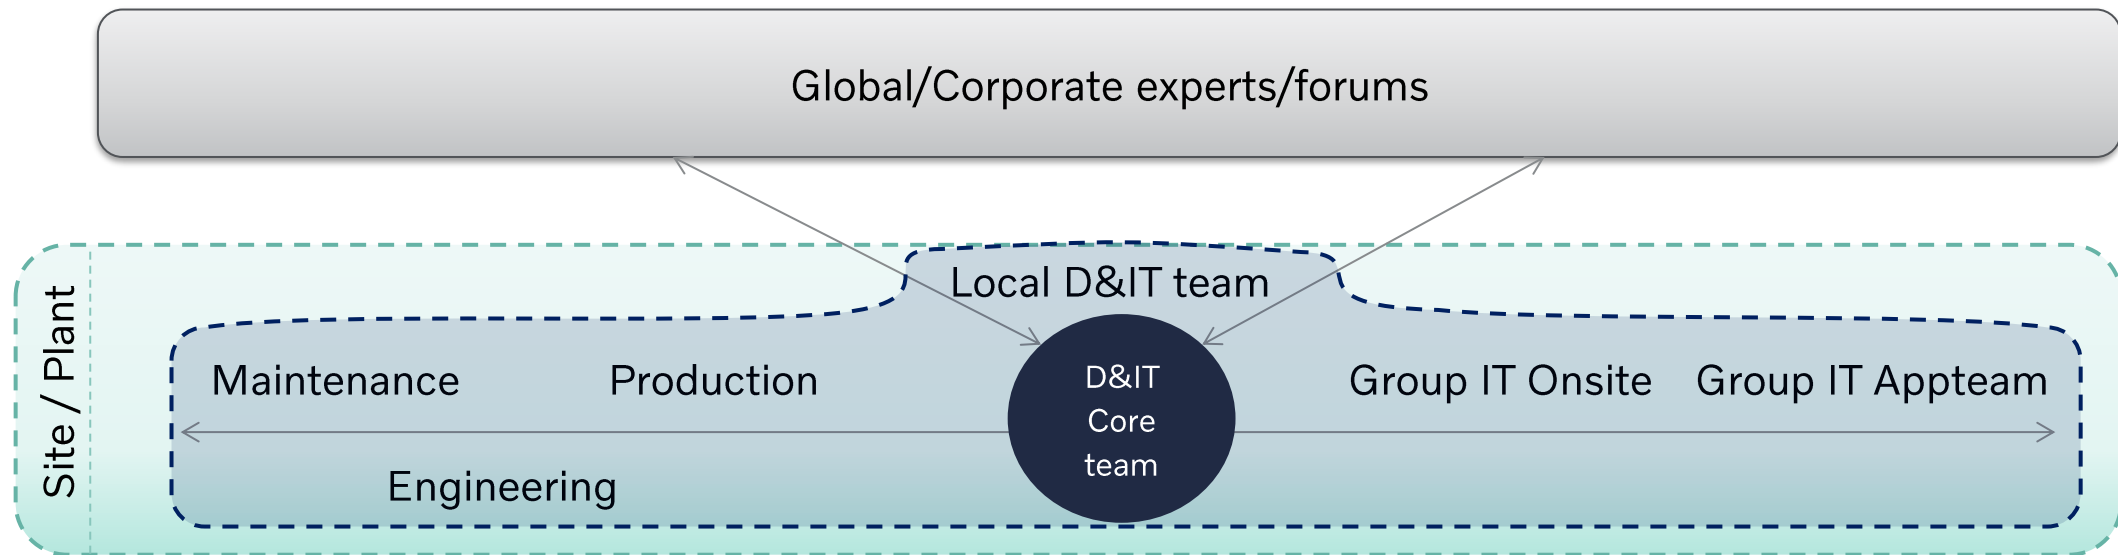 Global/Corporate experts/forums
Local D&IT team
Site / Plant
Maintenance
Production
D&IT
Core
team
Group IT Onsite
Group IT Appteam
Engineering